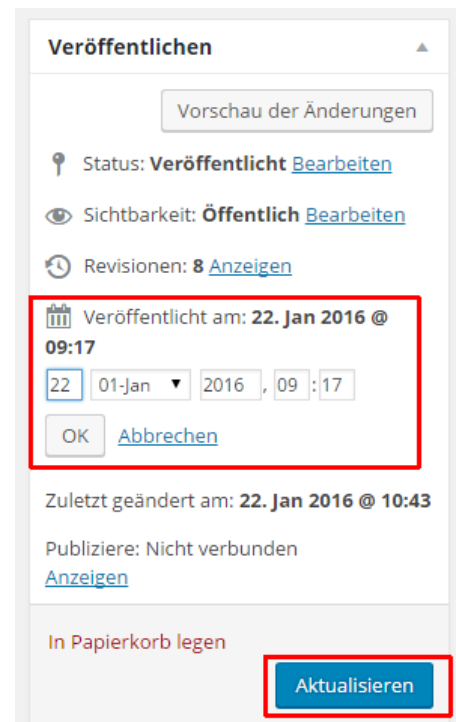 Veröffentlichen
Vorschau der Änderungen
Status: Veröffentlicht Bearbeiten
Sichtbarkeit: Öffentlich Bearbeiten
Revisionen: 8 Anzeigen
Veröffentlicht am: 22. Jan 2016 @
09:17
22 01-Jan 2016 , 09 : 17
OK Abbrechen
Zuletzt geändert am: 22. Jan 2016 @ 10:43
Publiziere: Nicht verbunden
Anzeigen
In Papierkorb legen
Aktualisieren